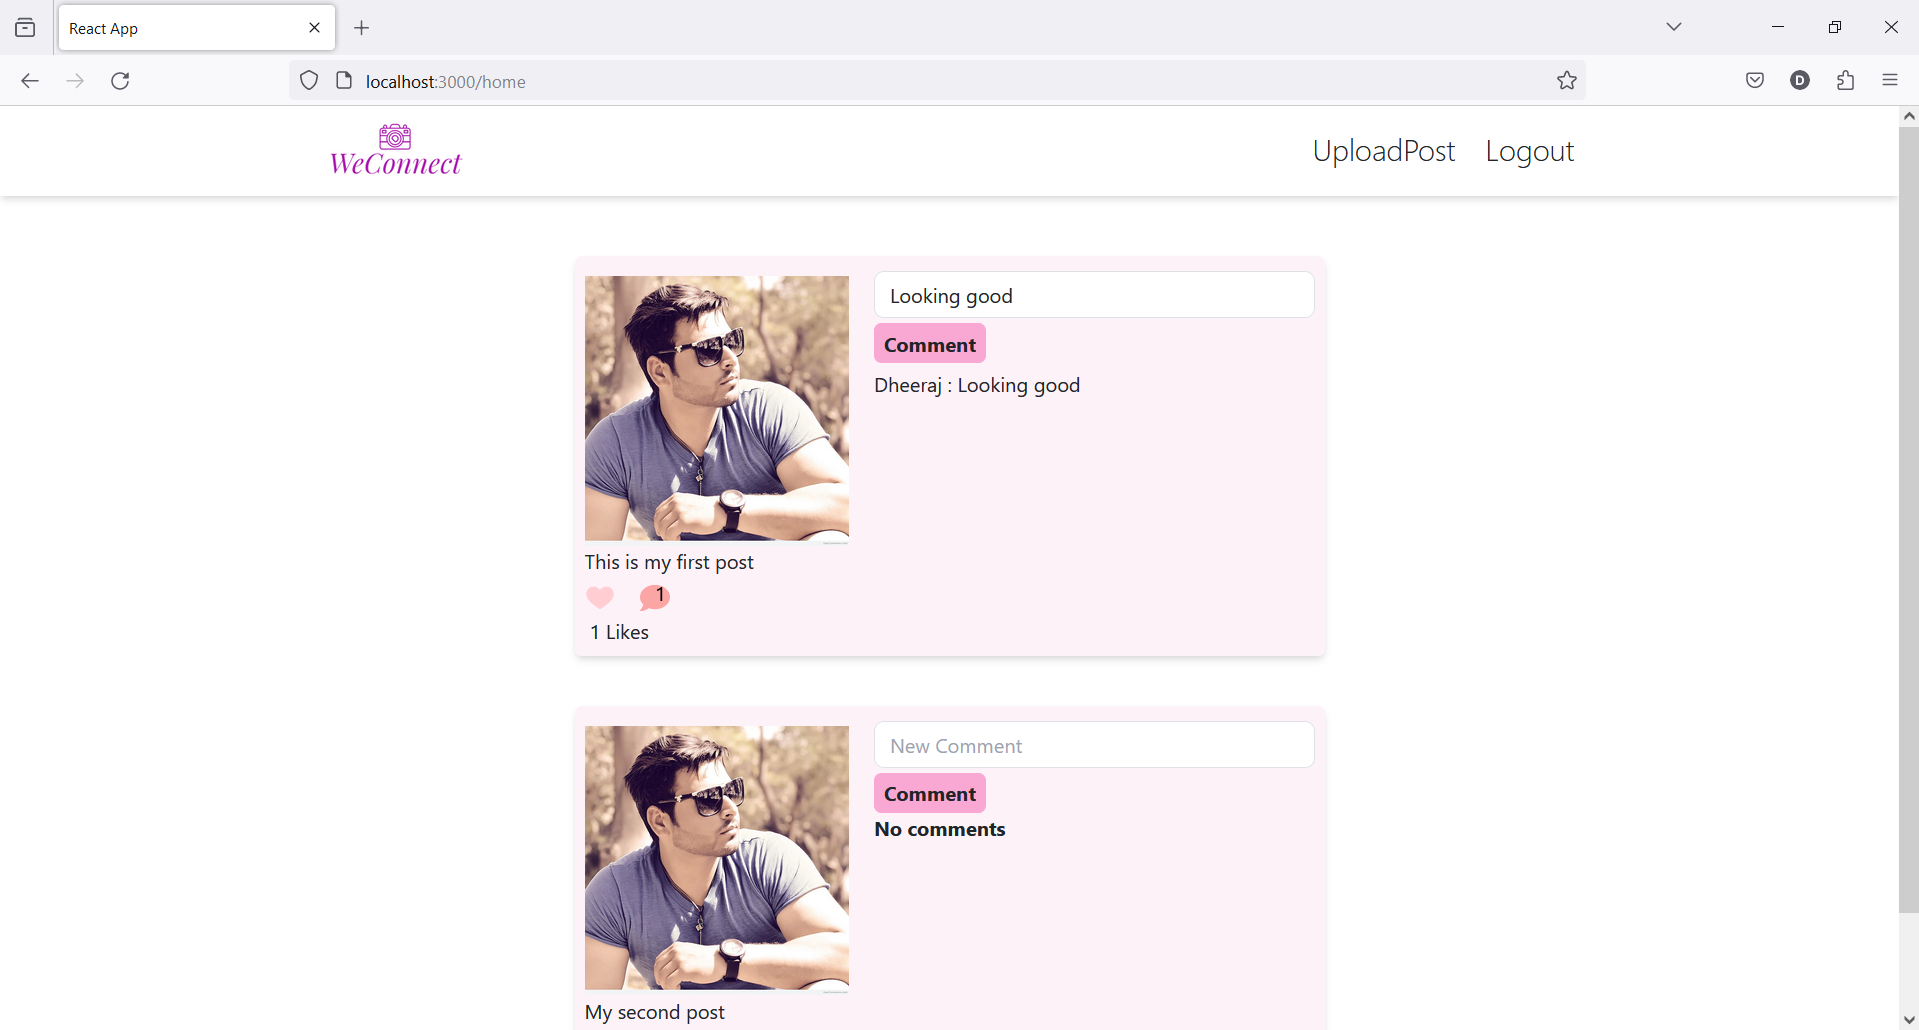 React App
localhost:3000/home
D
WeConnect
UploadPost Logout
Looking good
Comment
Dheeraj : Looking good
This is my first post
1
1 Likes
New Comment
Comment
No comments
My second post